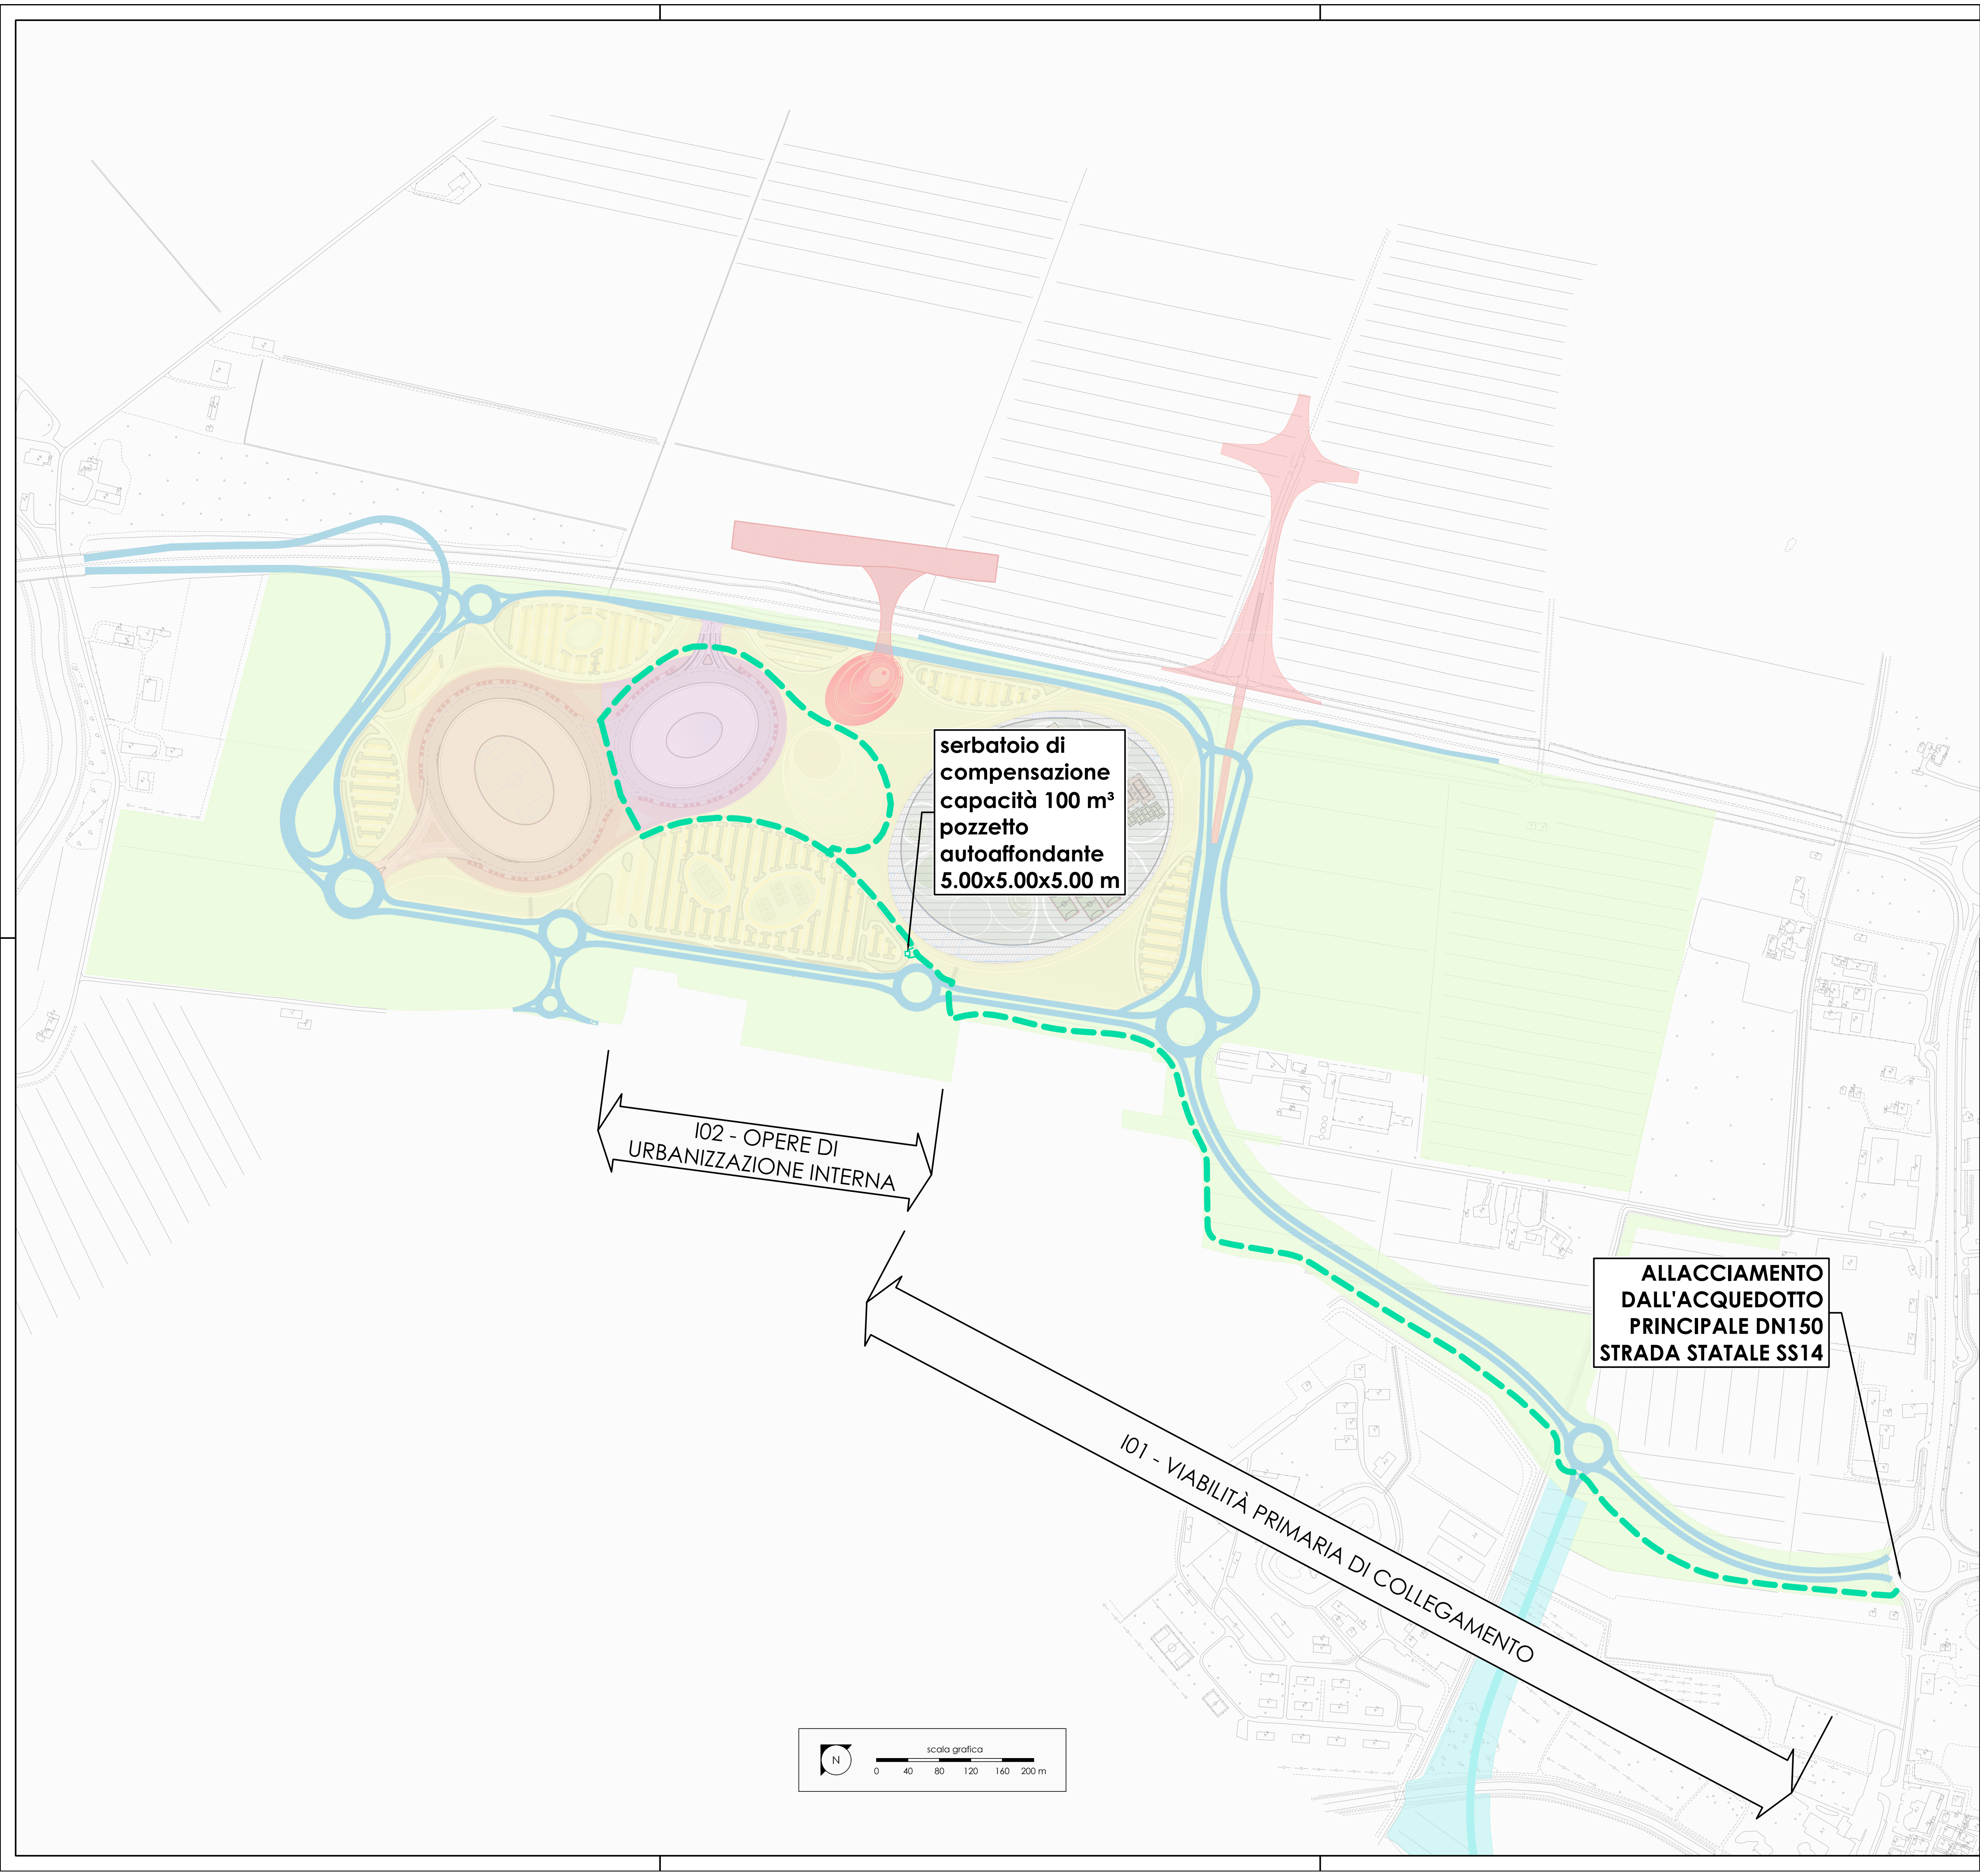 serbatoio di
compensazione
capacità 100 m³
pozzetto
autoaffondante
5.00x5.00x5.00 m
I02 - OPERE DI
URBANIZZAZIONE INTERNA
ALLACCIAMENTO
DALL'ACQUEDOTTO
PRINCIPALE DN150
STRADA STATALE SS14
I01 - VIABILITÀ PRIMARIA DI COLLEGAMENTO
N
scala grafica
0 40 80 120 160 200 m